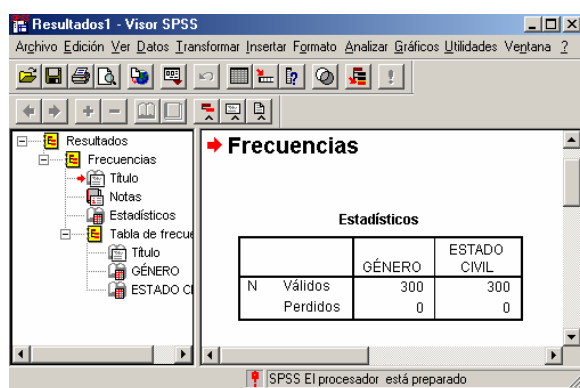 Resultados1 - Visor SPSS
Archivo Edición Ver Datos Transformar Insertar Formato Analizar Gráficos Utilidades Ventana ?
Resultados
Frecuencias
Título
Notas
Estadísticos
Tabla de frecue
Título
GÉNERO
ESTADO CI
Frecuencias
Estadísticos
GÉNERO ESTADO CIVIL
N Válidos 300 300
Perdidos 0 0
SPSS El procesador está preparado